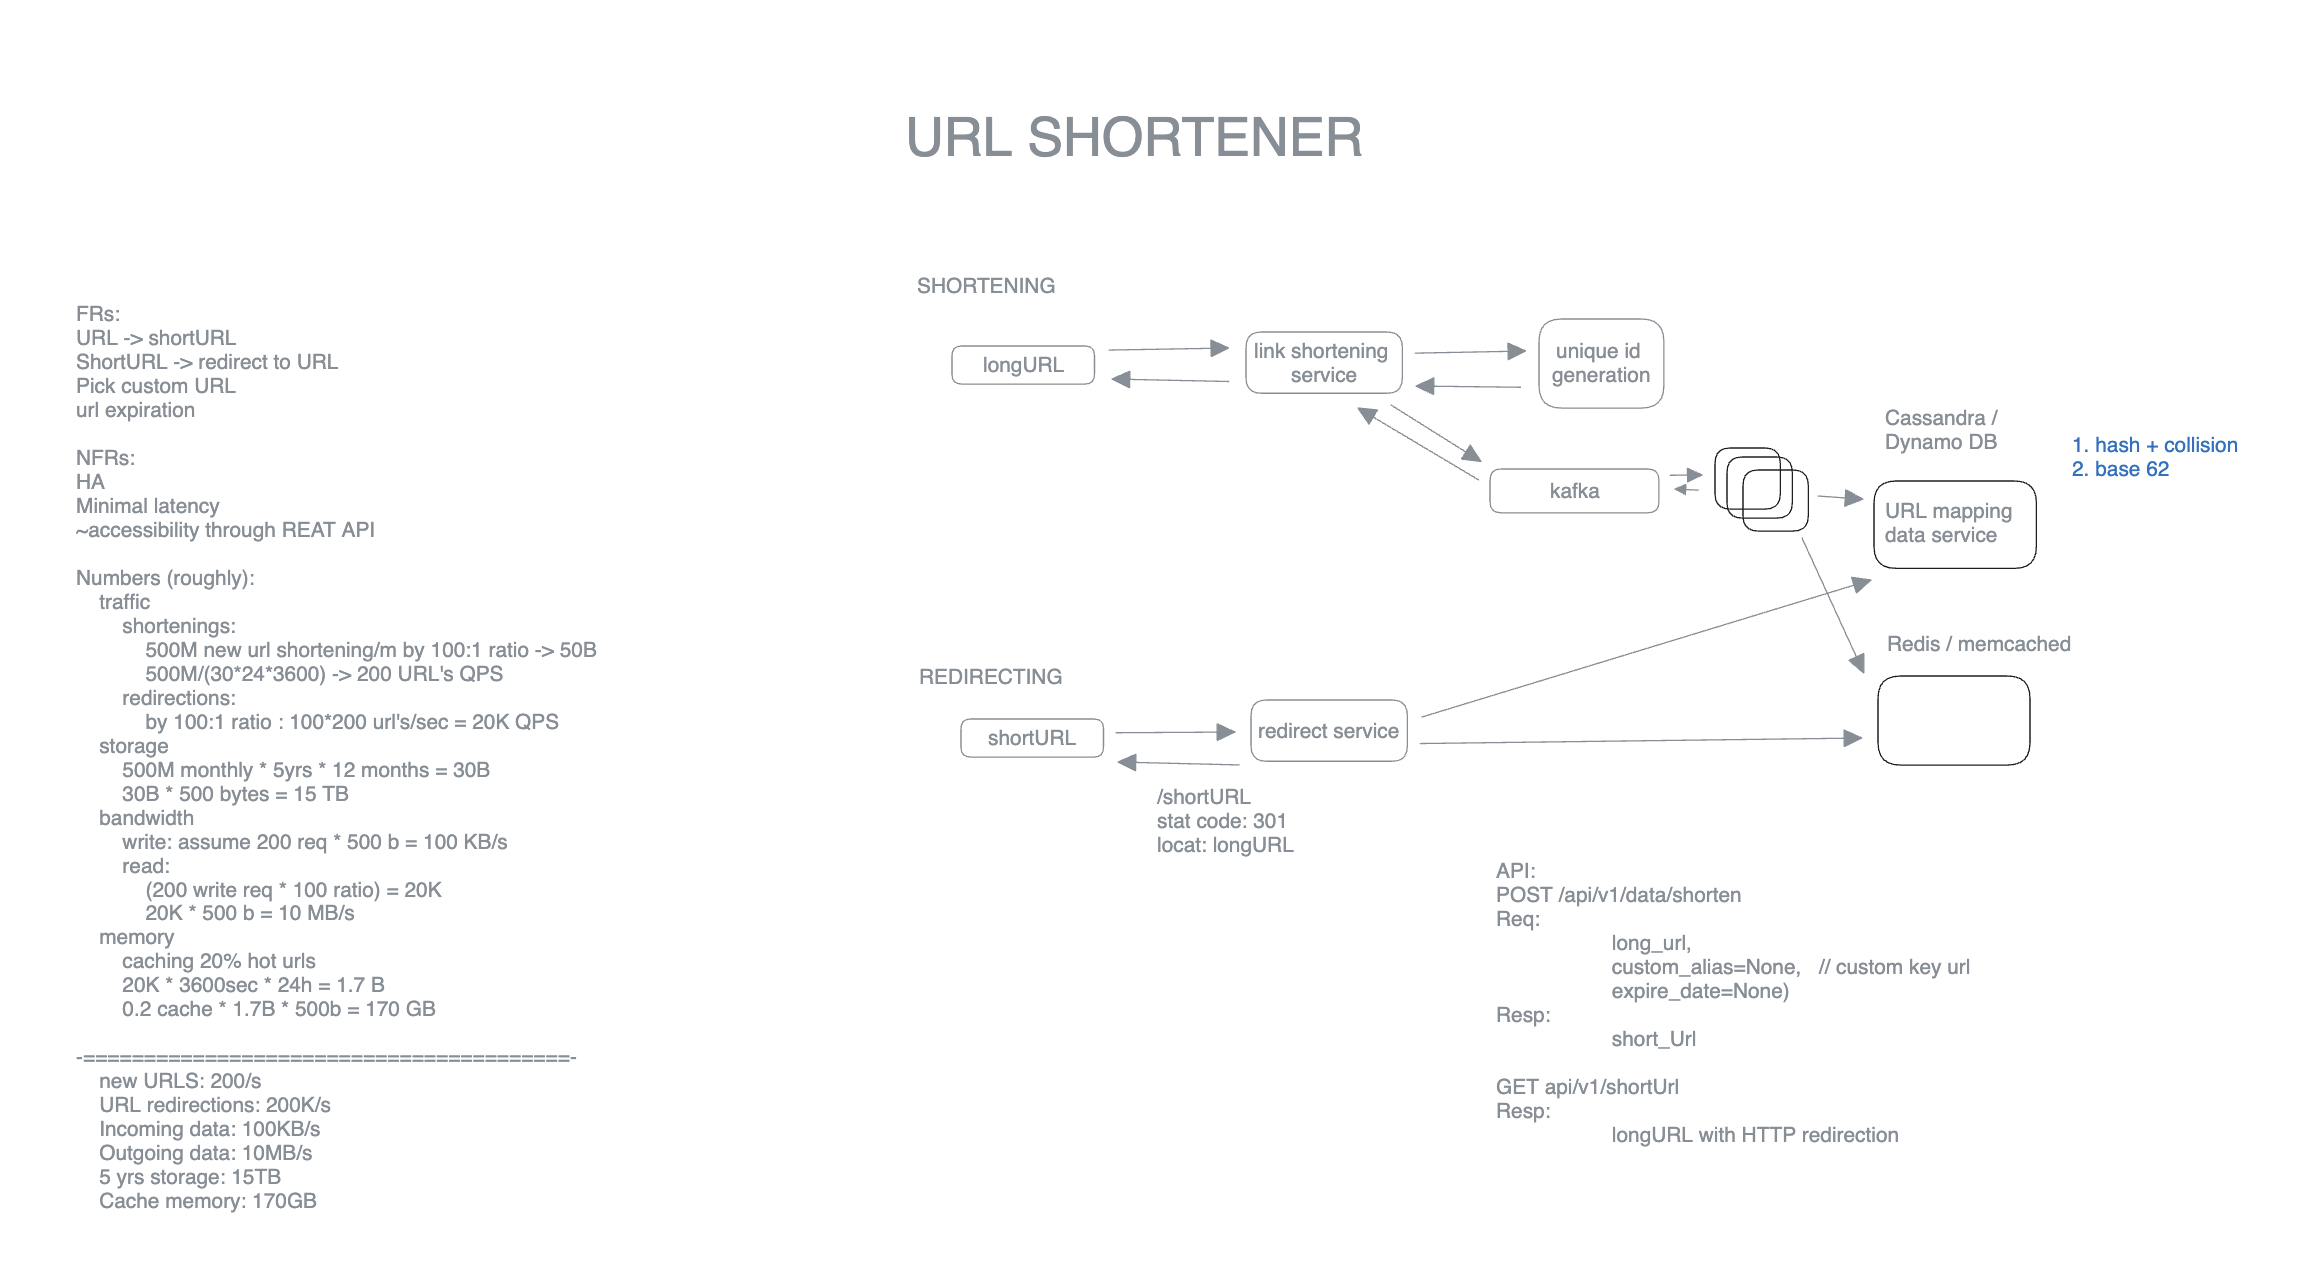 URL SHORTENER
FRs:
URL -> shortURL
ShortURL -> redirect to URL
Pick custom URL
url expiration
NFRs:
HA
Minimal latency
~accessibility through REAT API
Numbers (roughly):
traffic
shortenings:
500M new url shortening/m by 100:1 ratio -> 50B
500M/(30*24*3600) -> 200 URL's QPS
redirections:
by 100:1 ratio : 100*200 url's/sec = 20K QPS
storage
500M monthly * 5yrs * 12 months = 30B
30B * 500 bytes = 15 TB
bandwidth
write: assume 200 req * 500 b = 100 KB/s
read:
(200 write req * 100 ratio) = 20K
20K * 500 b = 10 MB/s
memory
caching 20% hot urls
20K * 3600sec * 24h = 1.7 B
0.2 cache * 1.7B * 500b = 170 GB
-========================================-
new URLS: 200/s
URL redirections: 200K/s
Incoming data: 100KB/s
Outgoing data: 10MB/s
5 yrs storage: 15TB
Cache memory: 170GB
SHORTENING
longURL
link shortening
service
unique id
generation
kafka
Cassandra /
Dynamo DB
1. hash + collision
2. base 62
URL mapping
data service
Redis / memcached
REDIRECTING
shortURL
redirect service
/shortURL
stat code: 301
locat: longURL
API:
POST /api/v1/data/shorten
Req:
long_url,
custom_alias=None,   // custom key url
expire_date=None)
Resp:
short_Url
GET api/v1/shortUrl
Resp:
longURL with HTTP redirection